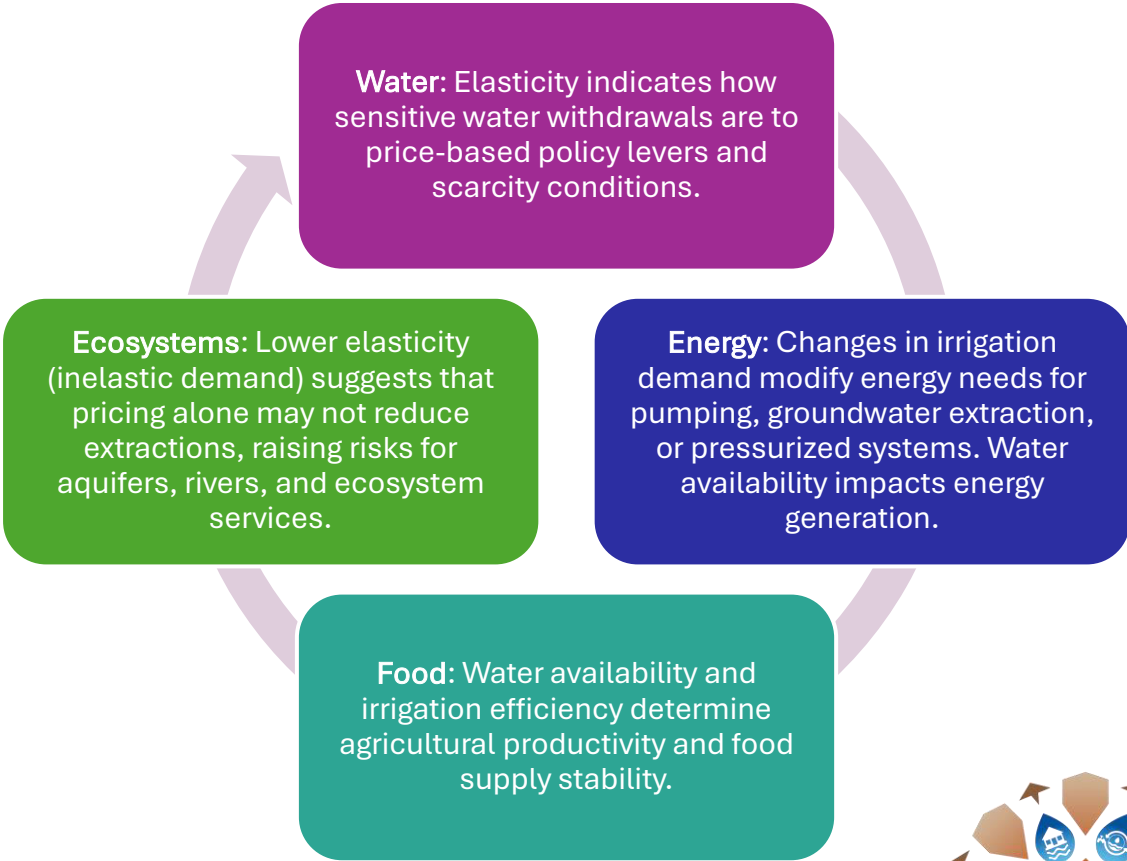 Water: Elasticity indicates how
sensitive water withdrawals are to
price-based policy levers and
scarcity conditions.
Energy: Changes in irrigation
demand modify energy needs for
pumping, groundwater extraction,
or pressurized systems. Water
availability impacts energy
generation.
Food: Water availability and
irrigation efficiency determine
agricultural productivity and food
supply stability.
Ecosystems: Lower elasticity
(inelastic demand) suggests that
pricing alone may not reduce
extractions, raising risks for
aquifers, rivers, and ecosystem
services.